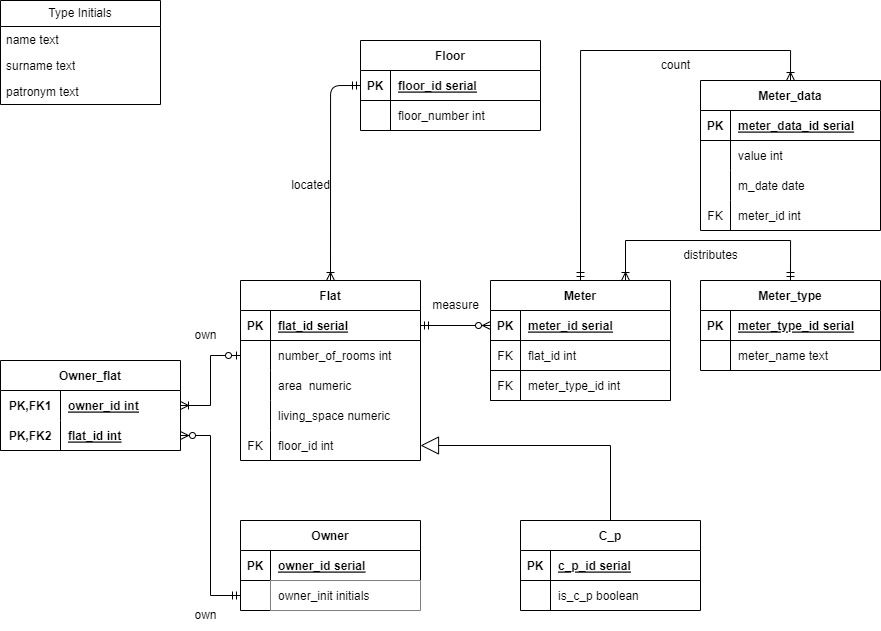 Type Initials
name text
surname text
patronym text
Floor
PK floor_id serial
floor_number int
count
Meter_data
PK meter_data_id serial
value int
m_date date
FK meter_id int
located
distributes
Flat
PK flat_id serial
number_of_rooms int
area  numeric
living_space numeric
FK floor_id int
measure
Meter
PK meter_id serial
FK flat_id int
FK meter_type_id int
Meter_type
PK meter_type_id serial
meter_name text
own
Owner_flat
PK,FK1 owner_id int
PK,FK2 flat_id int
Owner
PK owner_id serial
owner_init initials
own
C_p
PK c_p_id serial
is_c_p boolean